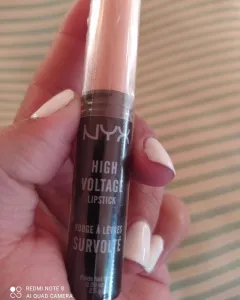 NYX
HIGH
VOLTAGE
LIPSTICK
ROUGE À LÈVRES
SURVOLTÉ
REDMI NOTE 8
AI QUAD CAMERA